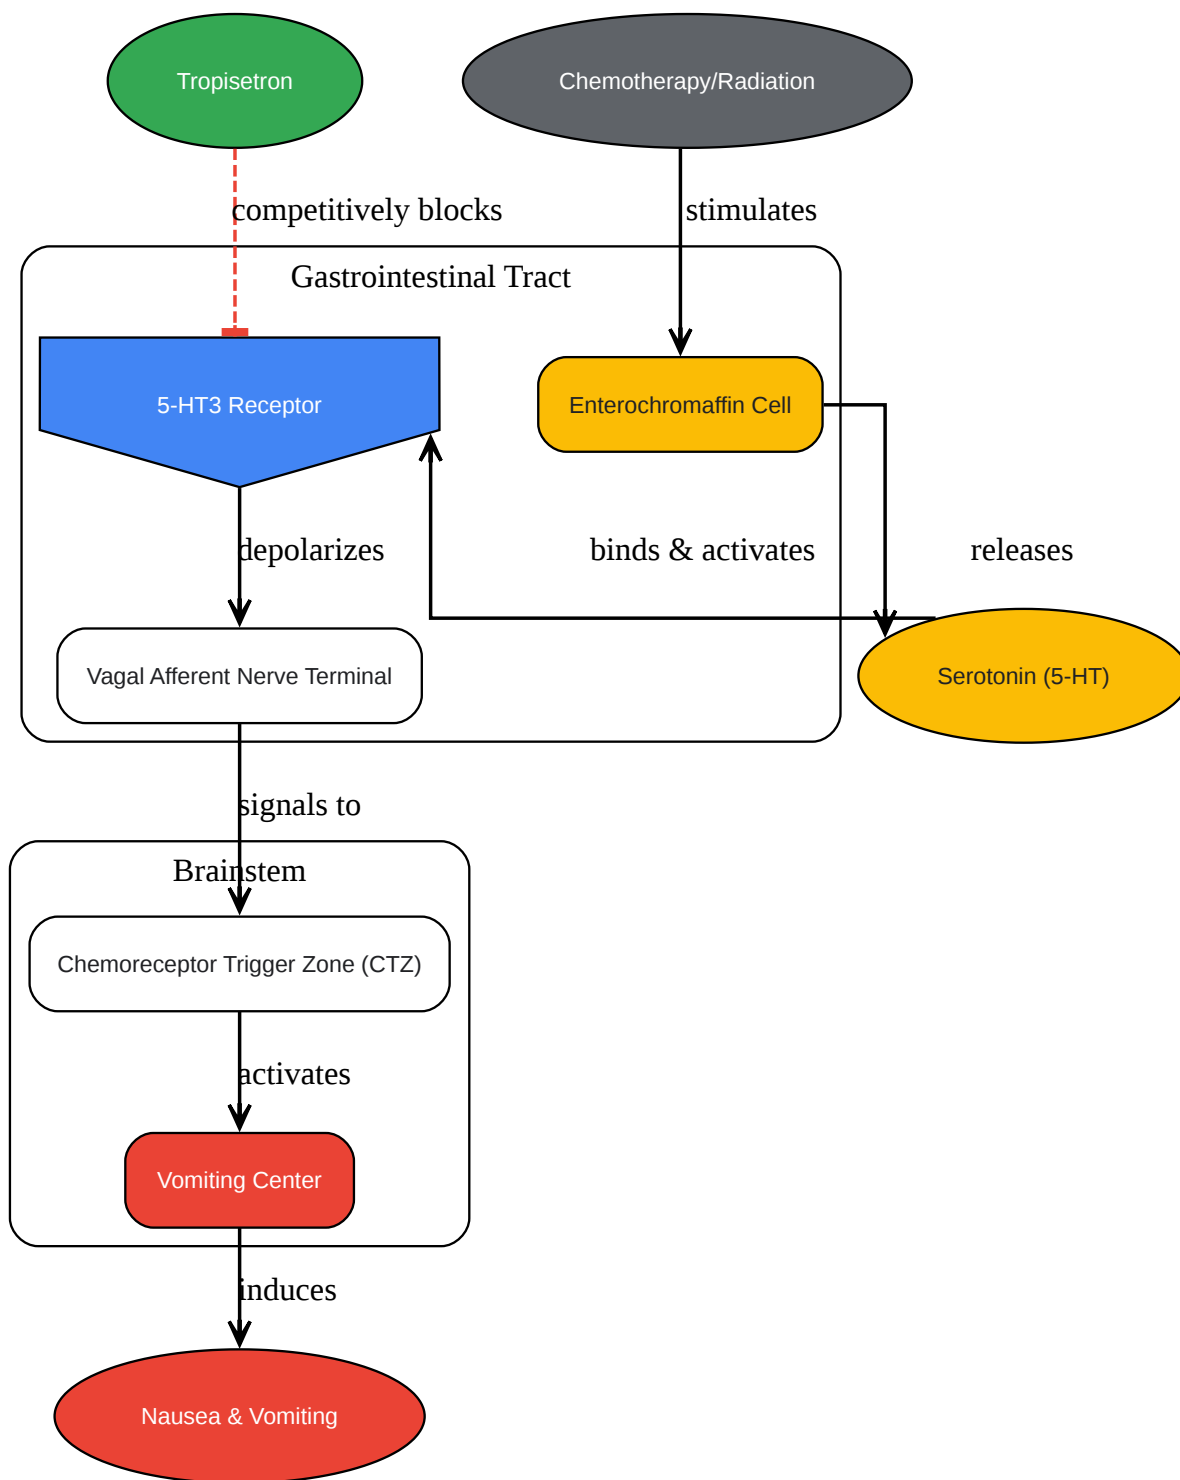 Tropisetron
Chemotherapy/Radiation
competitively blocks
stimulates
Gastrointestinal Tract
5-HT3 Receptor
Enterochromaffin Cell
depolarizes
binds & activates
releases
Vagal Afferent Nerve Terminal
Serotonin (5-HT)
signals to
Brainstem
Chemoreceptor Trigger Zone (CTZ)
activates
Vomiting Center
induces
Nausea & Vomiting